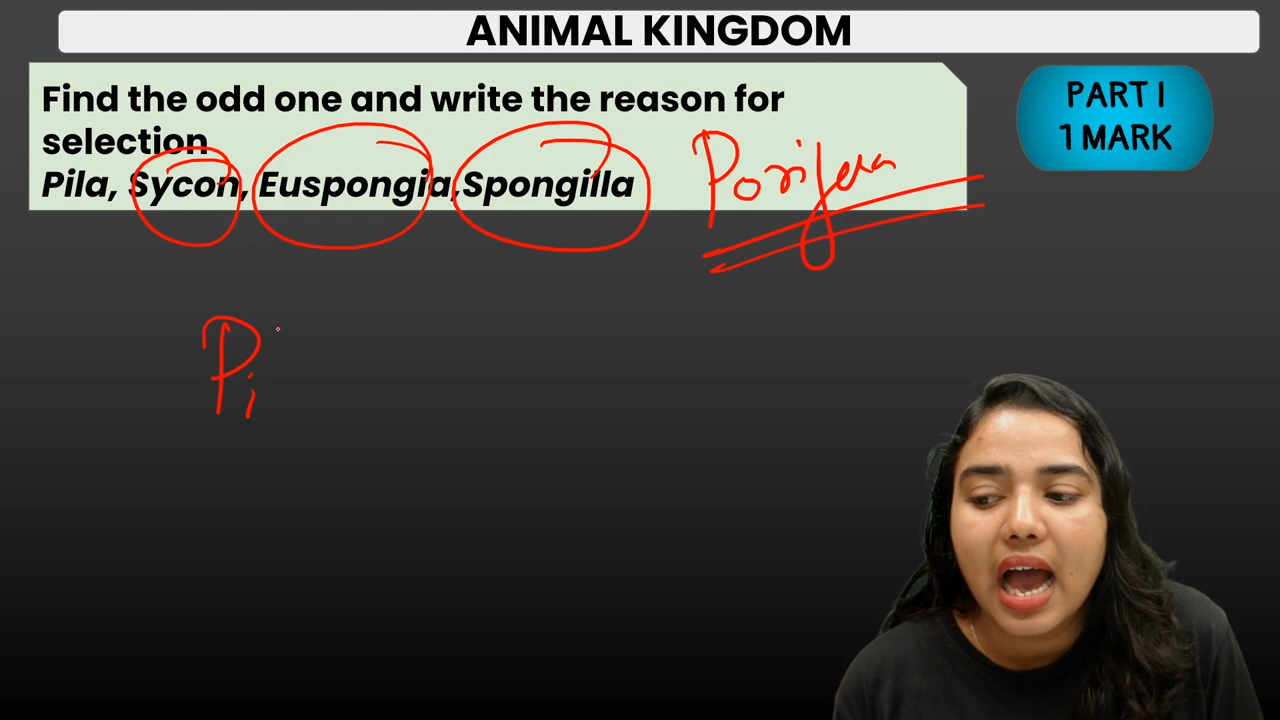 ANIMAL KINGDOM
Find the odd one and write the reason for
selection
Pila, Sycon, Euspongia,Spongilla
PART I
1 MARK
Porifera
Pi